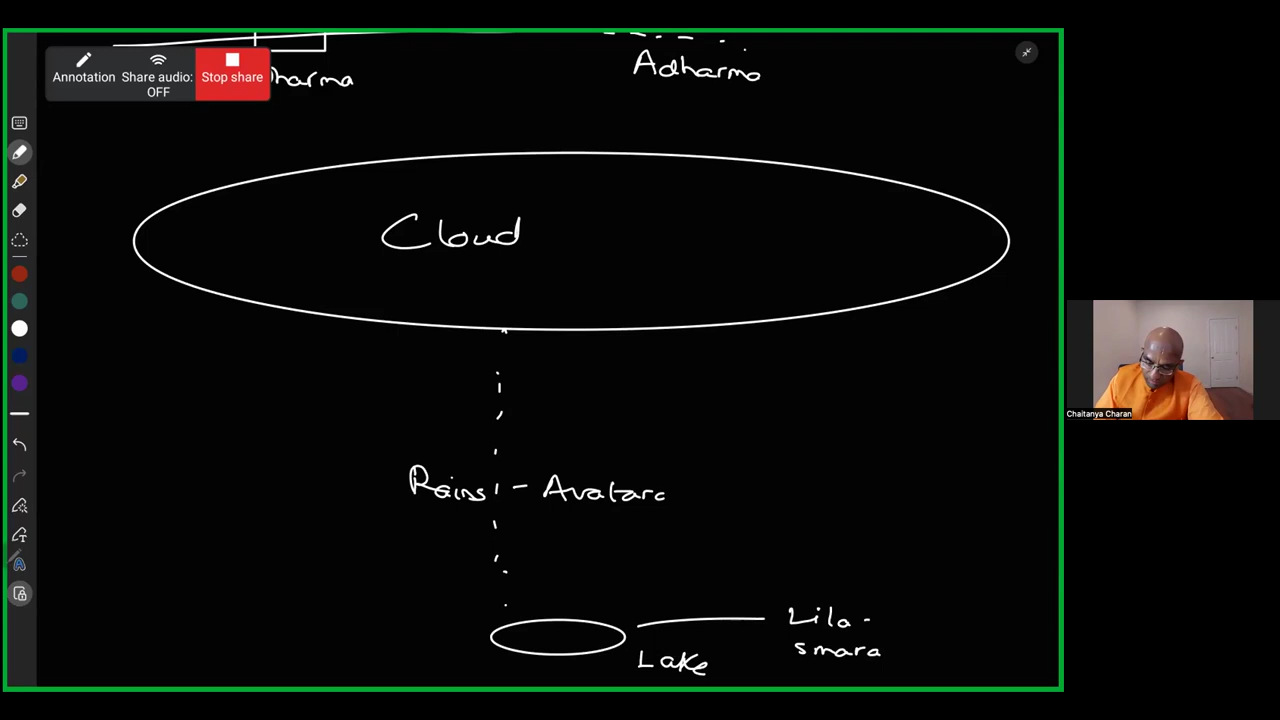 Annotation
Share audio:
OFF
Stop share
harma
Adharma
Cloud
Rains - Avatara
Lila -
smara
Lake
Chaitanya Charan